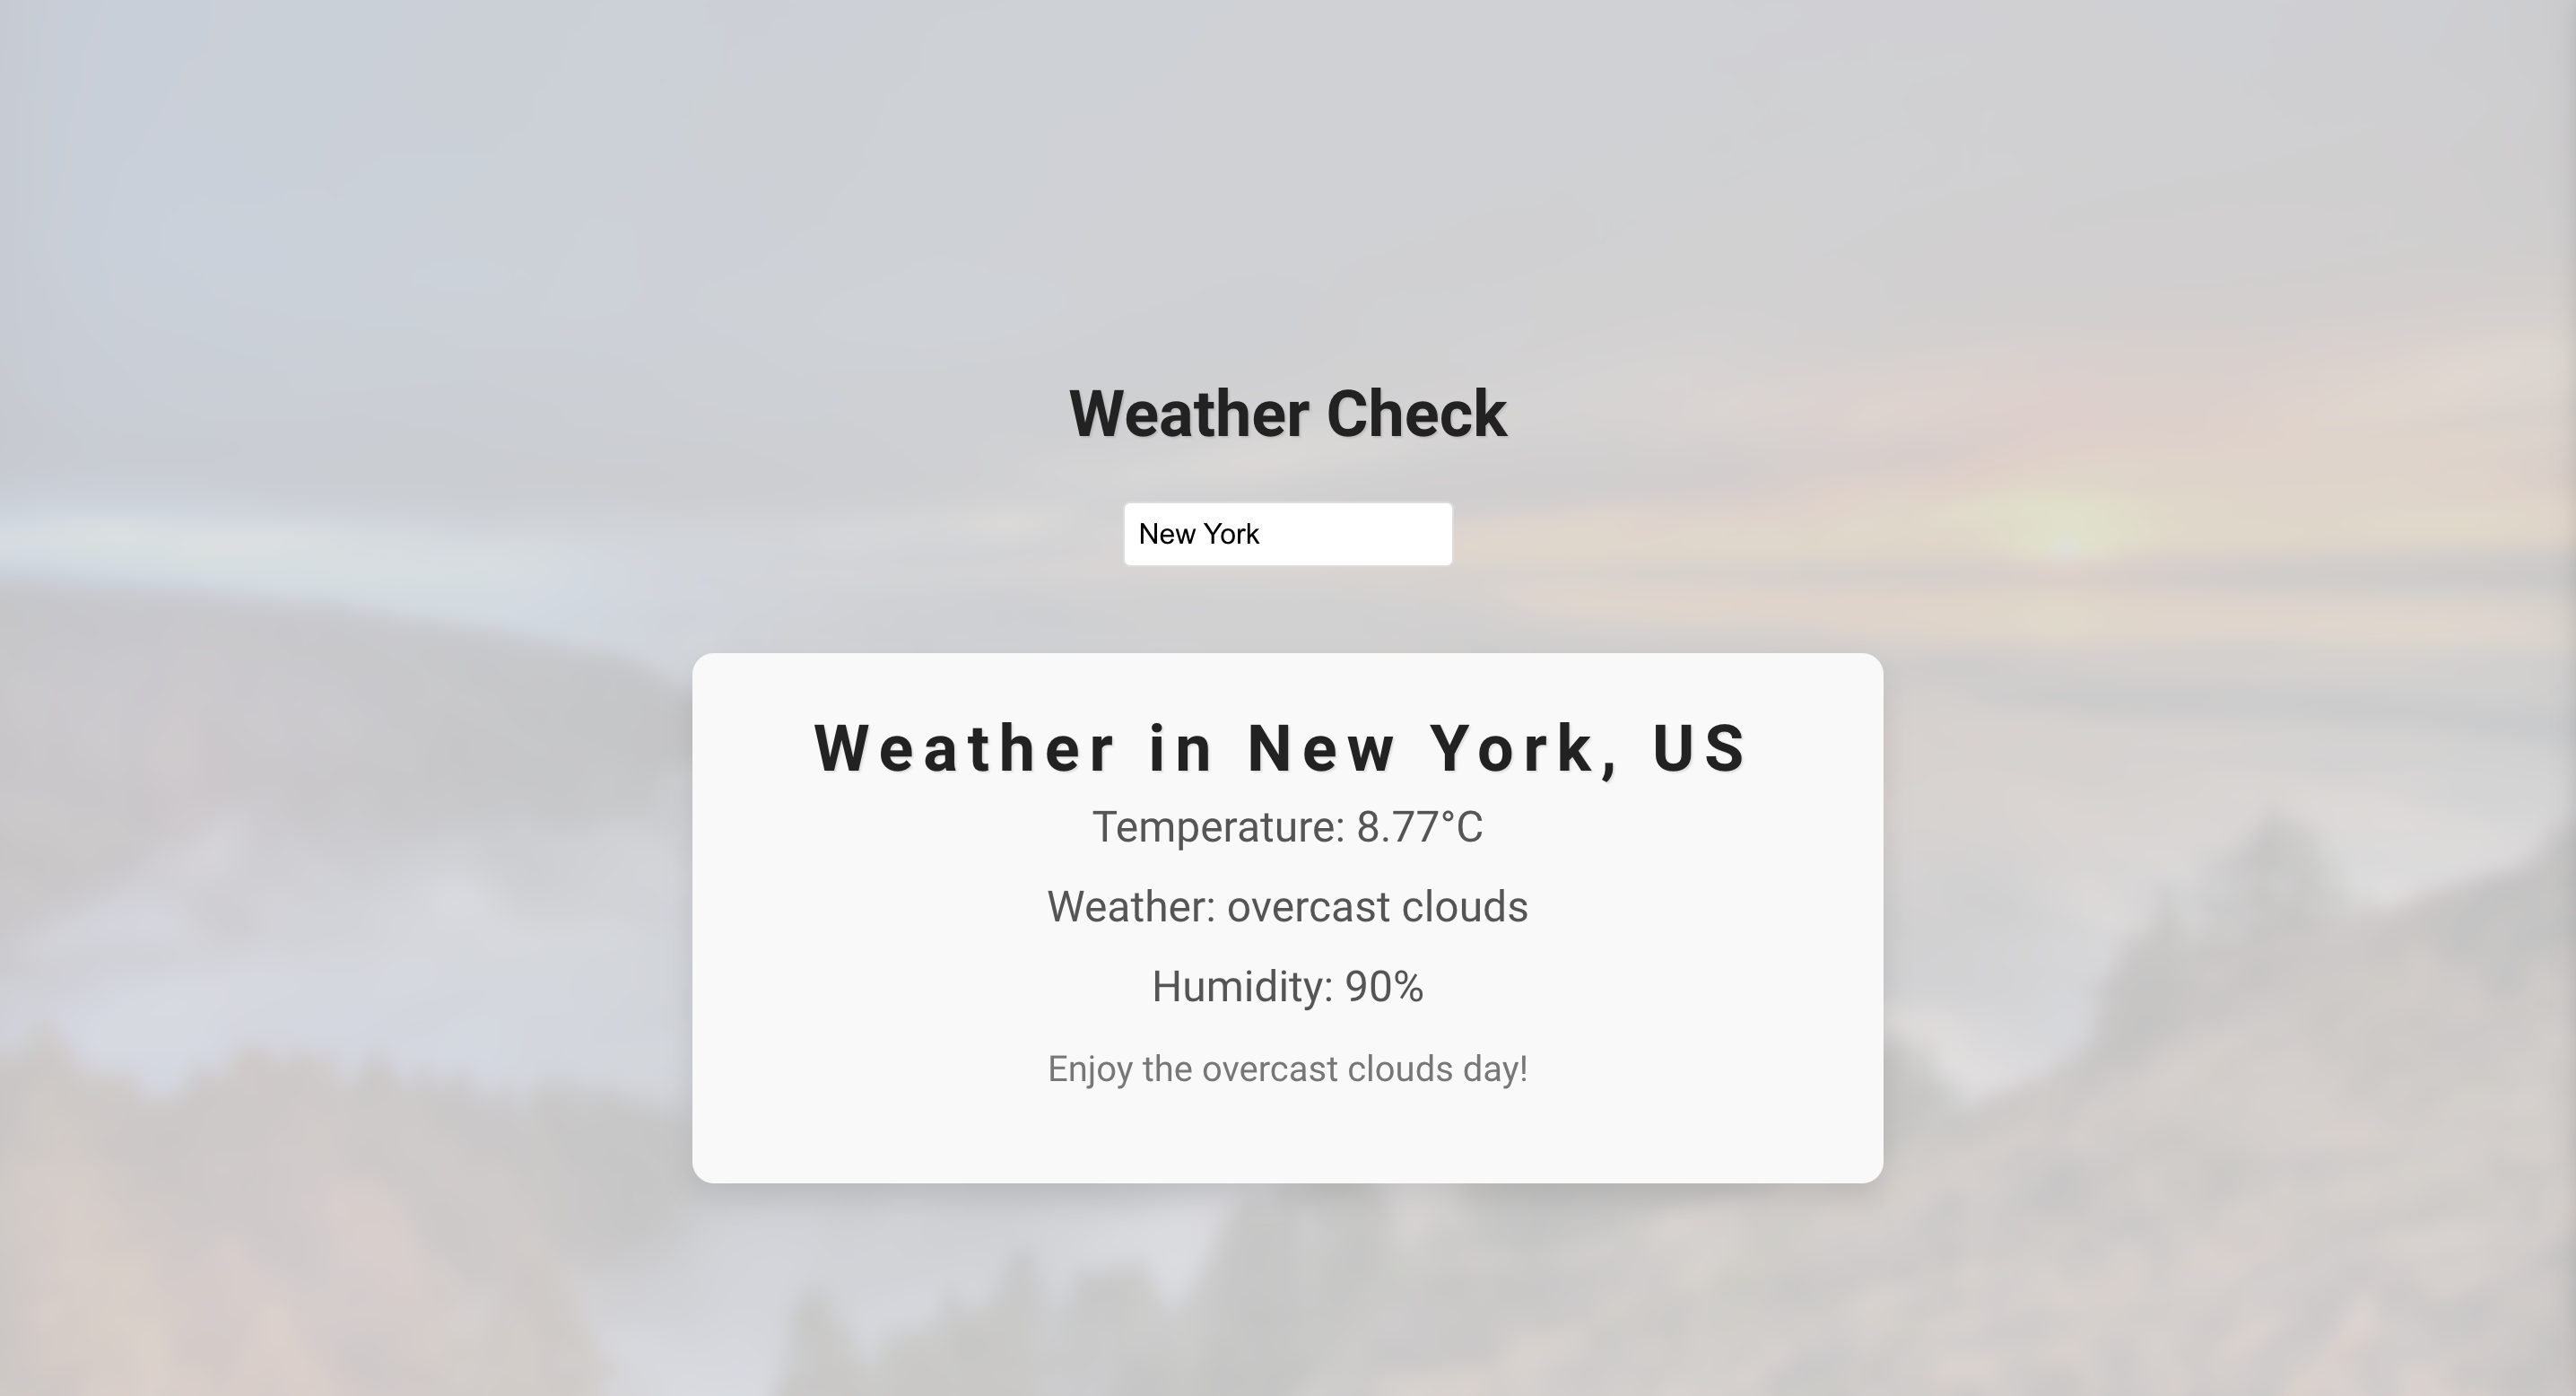 Weather Check
New York
Weather in New York, US
Temperature: 8.77°C
Weather: overcast clouds
Humidity: 90%
Enjoy the overcast clouds day!